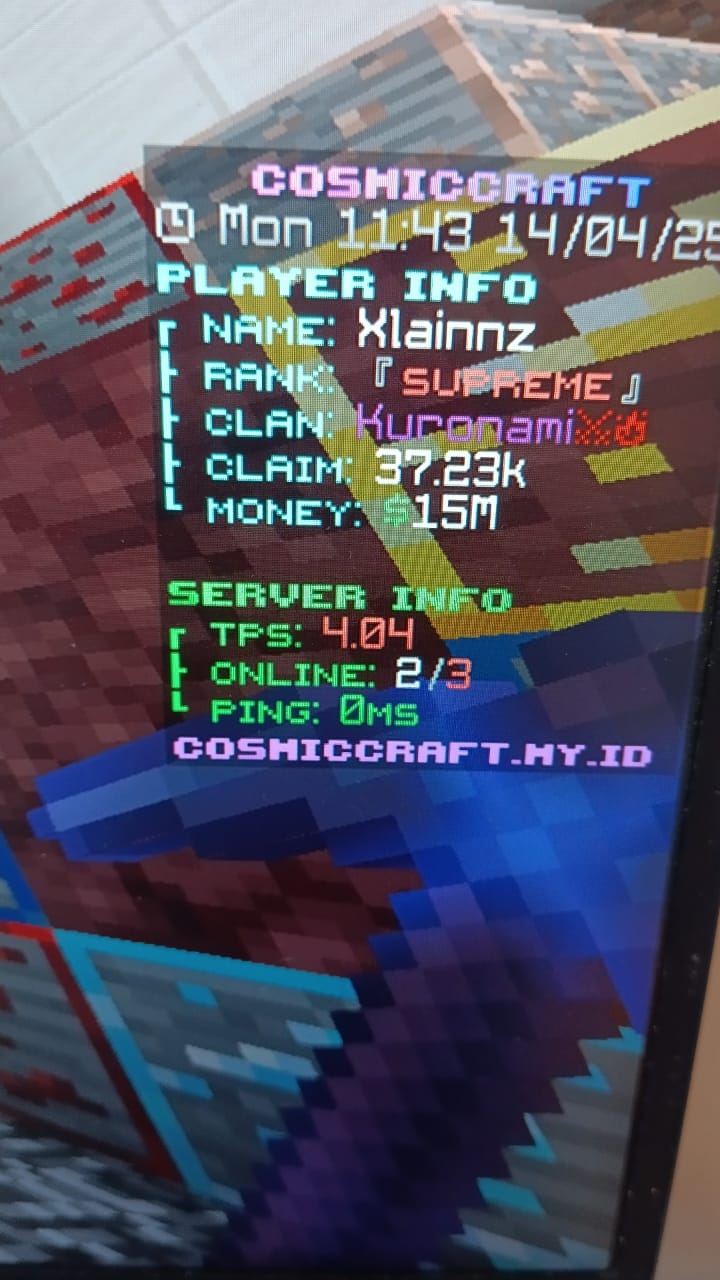 COSMICCRAFT
Mon 11:43 14/04/25
PLAYER INFO
NAME: Xlainnz
RANK: 『SUPREME』
CLAN: Kuronami
CLAIM: 37.23k
MONEY: $15M
SERVER INFO
TPS: 4.04
ONLINE: 2/3
PING: 0MS
COSMICCRAFT.MY.ID